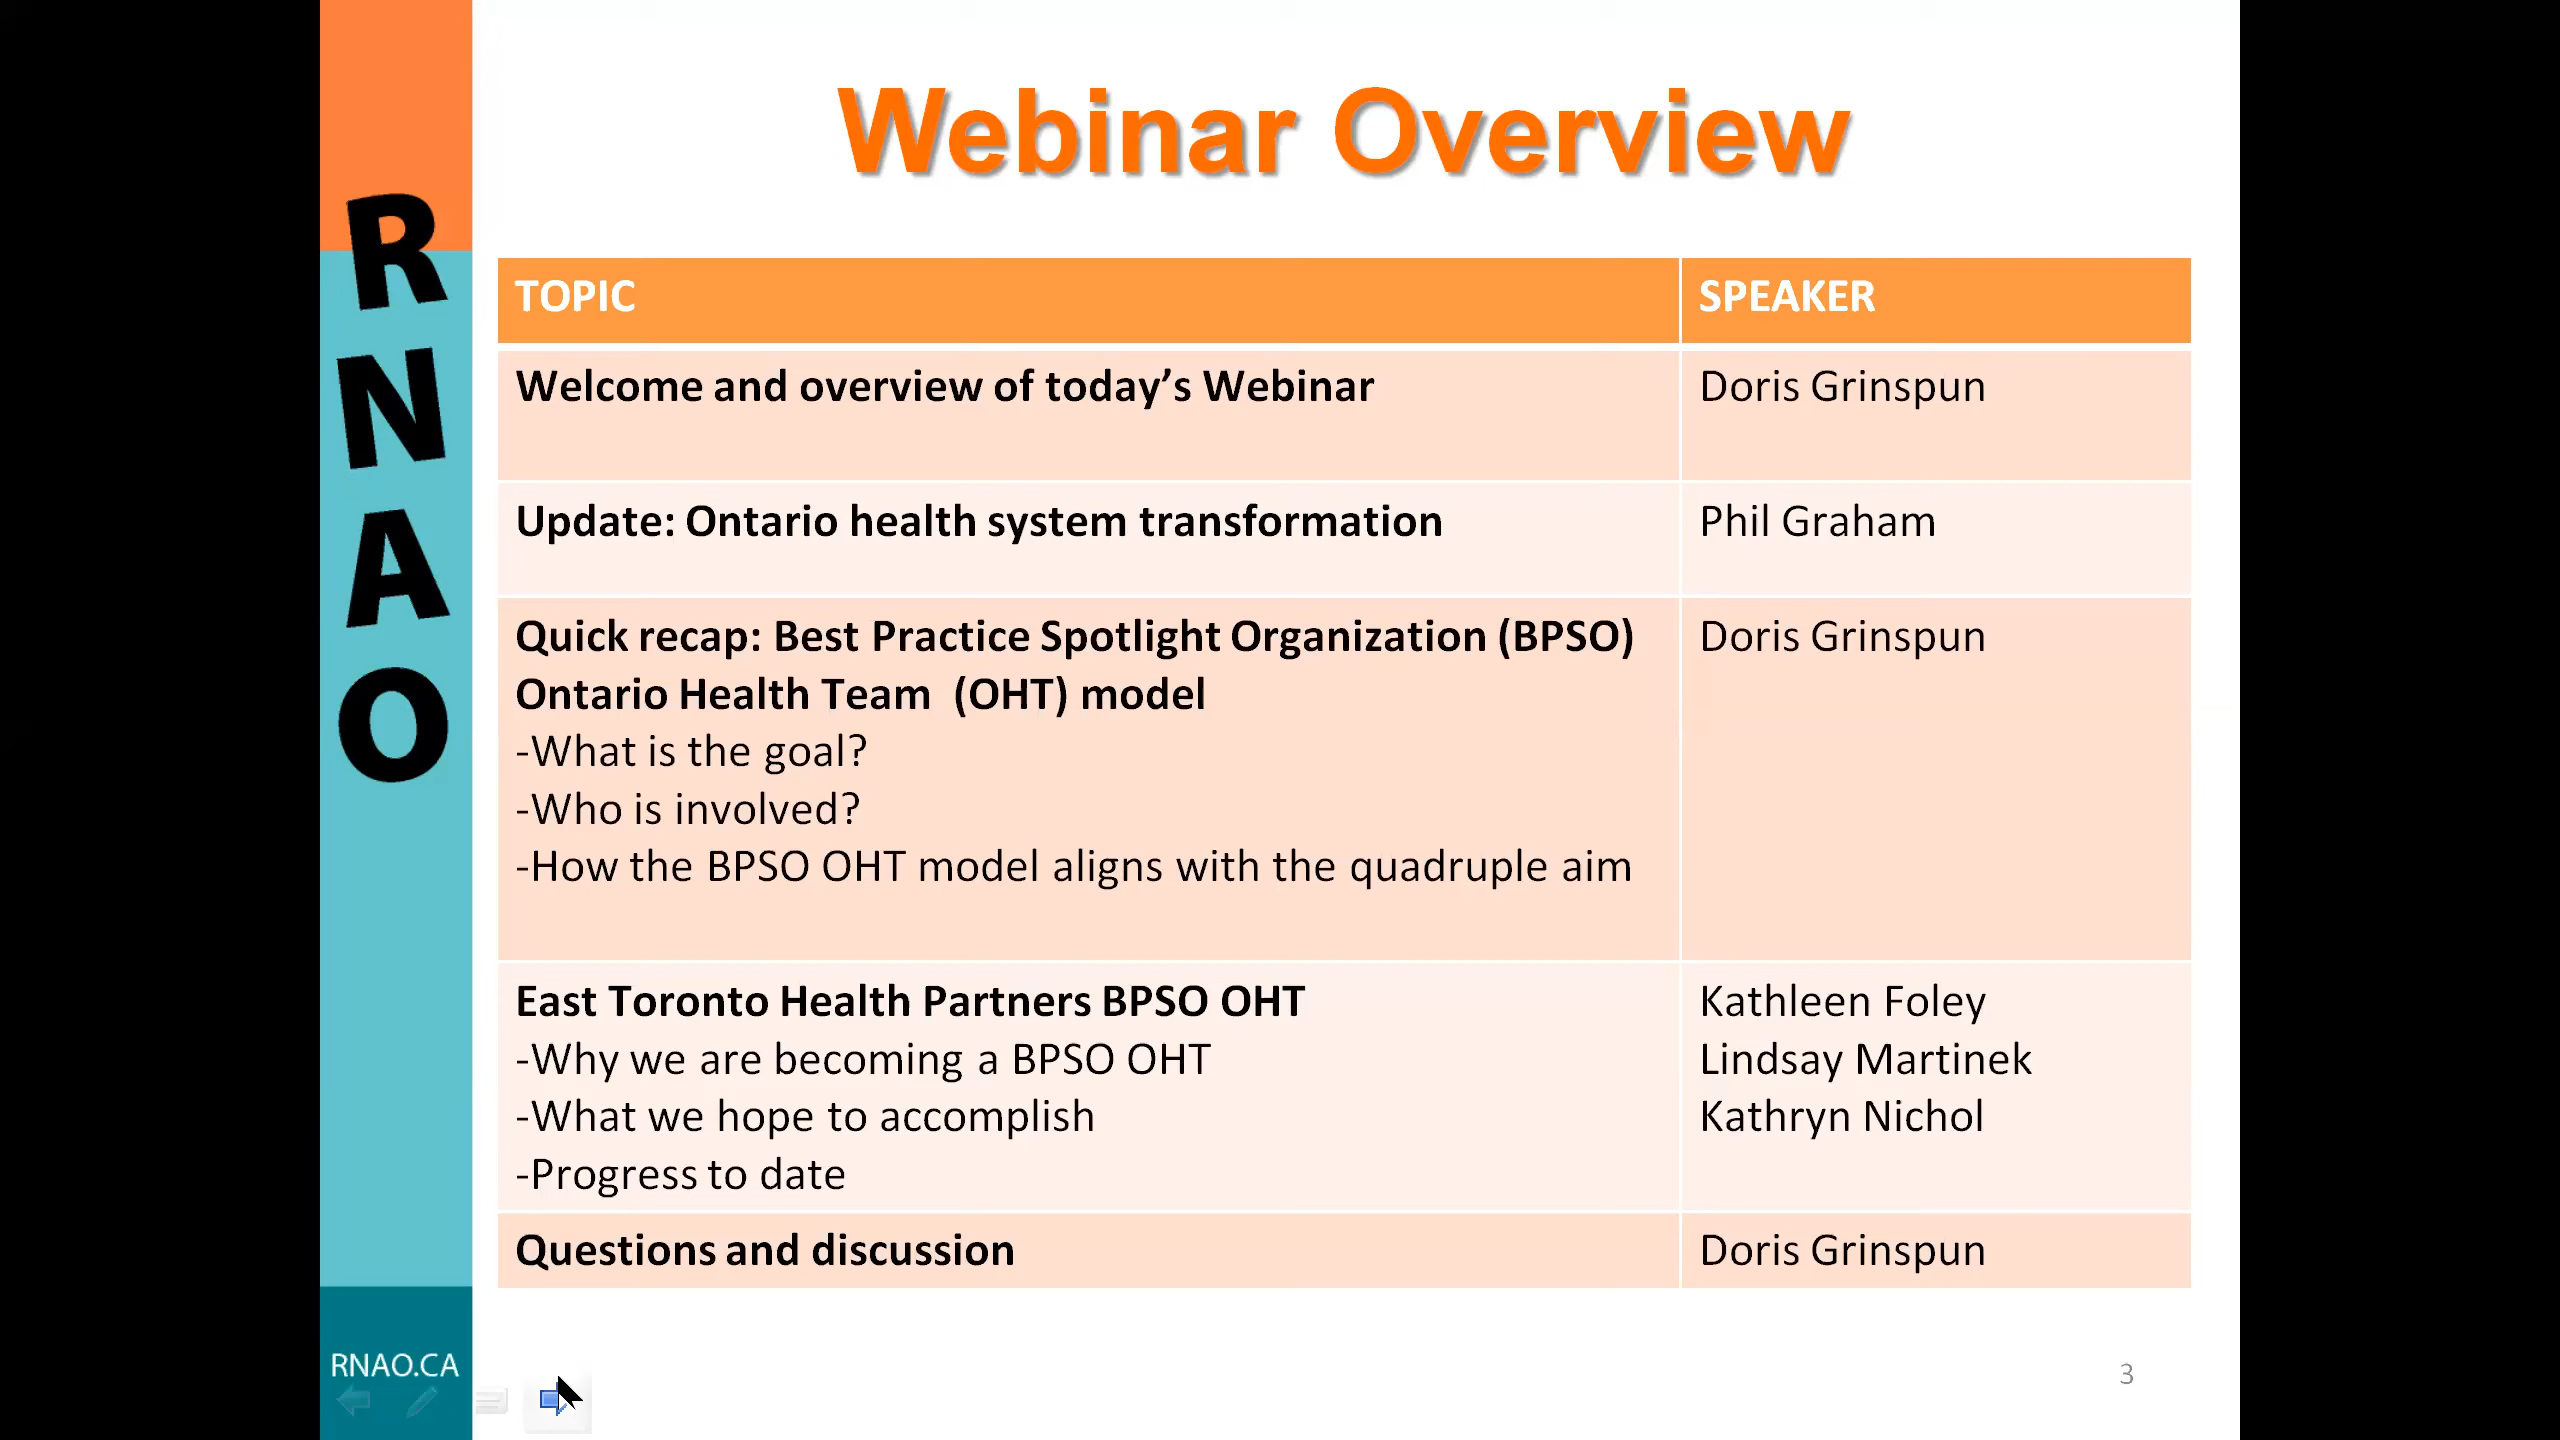 Webinar Overview
RNAO
TOPIC
SPEAKER
Welcome and overview of today’s Webinar
Doris Grinspun
Update: Ontario health system transformation
Phil Graham
Quick recap: Best Practice Spotlight Organization (BPSO)
Ontario Health Team  (OHT) model
-What is the goal?
-Who is involved?
-How the BPSO OHT model aligns with the quadruple aim
Doris Grinspun
East Toronto Health Partners BPSO OHT
-Why we are becoming a BPSO OHT
-What we hope to accomplish
-Progress to date
Kathleen Foley
Lindsay Martinek
Kathryn Nichol
Questions and discussion
Doris Grinspun
RNAO.CA
3